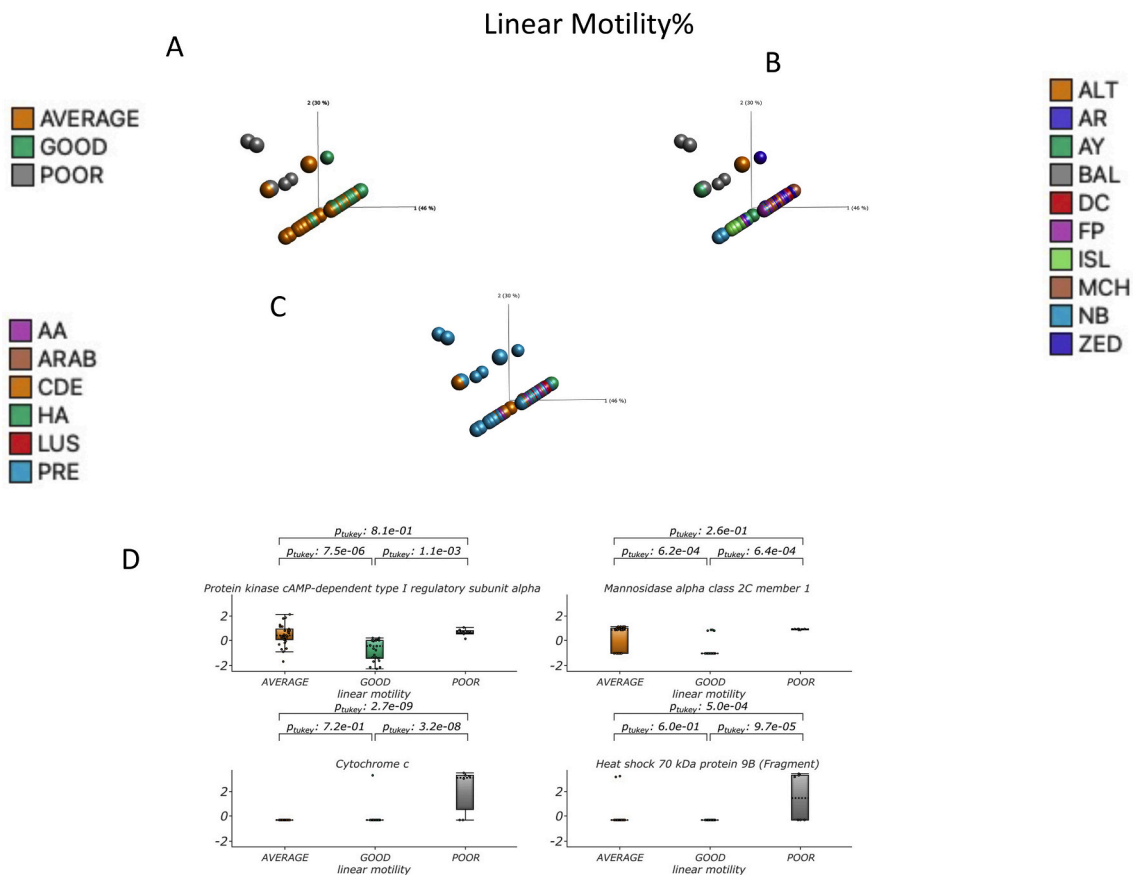 Linear Motility%
A
B
AVERAGE
GOOD
POOR
2 (30 %)
1 (46 %)
2 (30 %)
1 (46 %)
ALT
AR
AY
BAL
DC
FP
ISL
MCH
NB
ZED
C
AA
ARAB
CDE
HA
LUS
PRE
2 (30 %)
1 (46 %)
D
ptukey: 8.1e-01
ptukey: 7.5e-06 ptukey: 1.1e-03
Protein kinase cAMP-dependent type I regulatory subunit alpha
2
0
-2
AVERAGE GOOD POOR
linear motility
ptukey: 2.6e-01
ptukey: 6.2e-04 ptukey: 6.4e-04
Mannosidase alpha class 2C member 1
2
0
-2
AVERAGE GOOD POOR
linear motility
ptukey: 2.7e-09
ptukey: 7.2e-01 ptukey: 3.2e-08
Cytochrome c
2
0
-2
AVERAGE GOOD POOR
linear motility
ptukey: 5.0e-04
ptukey: 6.0e-01 ptukey: 9.7e-05
Heat shock 70 kDa protein 9B (Fragment)
2
0
-2
AVERAGE GOOD POOR
linear motility